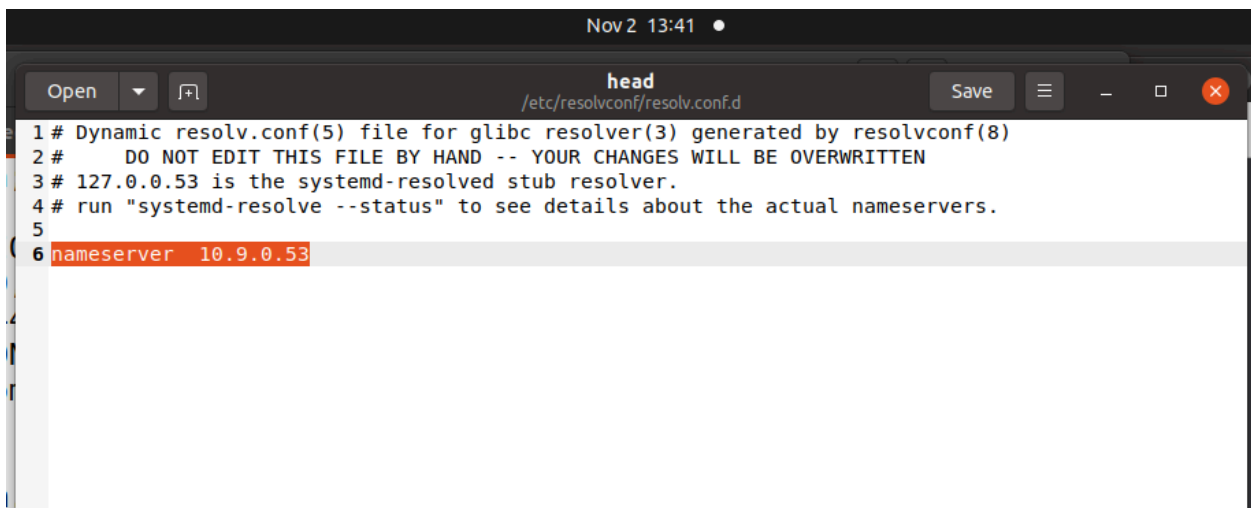 Nov 2 13:41
Open
head
/etc/resolvconf/resolv.conf.d
Save
1 # Dynamic resolv.conf(5) file for glibc resolver(3) generated by resolvconf(8)
2 #     DO NOT EDIT THIS FILE BY HAND -- YOUR CHANGES WILL BE OVERWRITTEN
3 # 127.0.0.53 is the systemd-resolved stub resolver.
4 # run "systemd-resolve --status" to see details about the actual nameservers.
5
6 nameserver  10.9.0.53